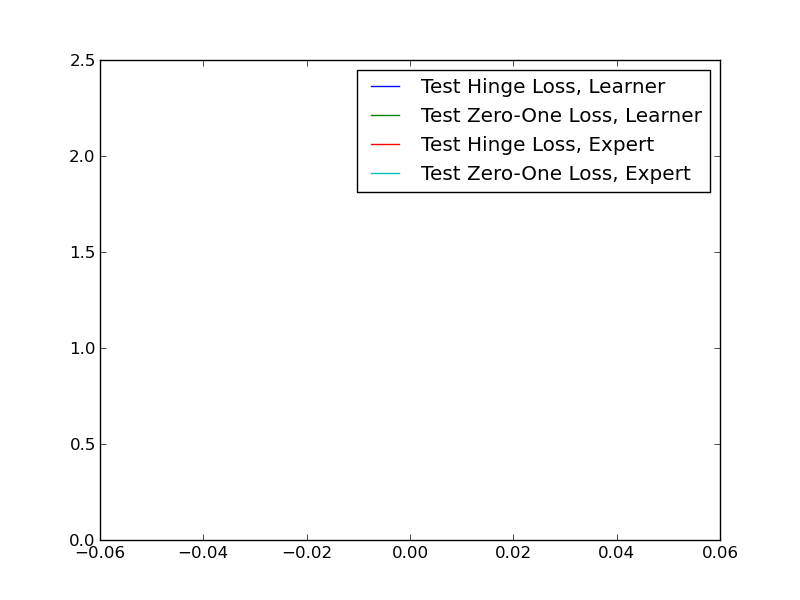 2.5
2.0
1.5
1.0
0.5
0.0
Test Hinge Loss, Learner
Test Zero-One Loss, Learner
Test Hinge Loss, Expert
Test Zero-One Loss, Expert
−0.06 −0.04 −0.02 0.00 0.02 0.04 0.06